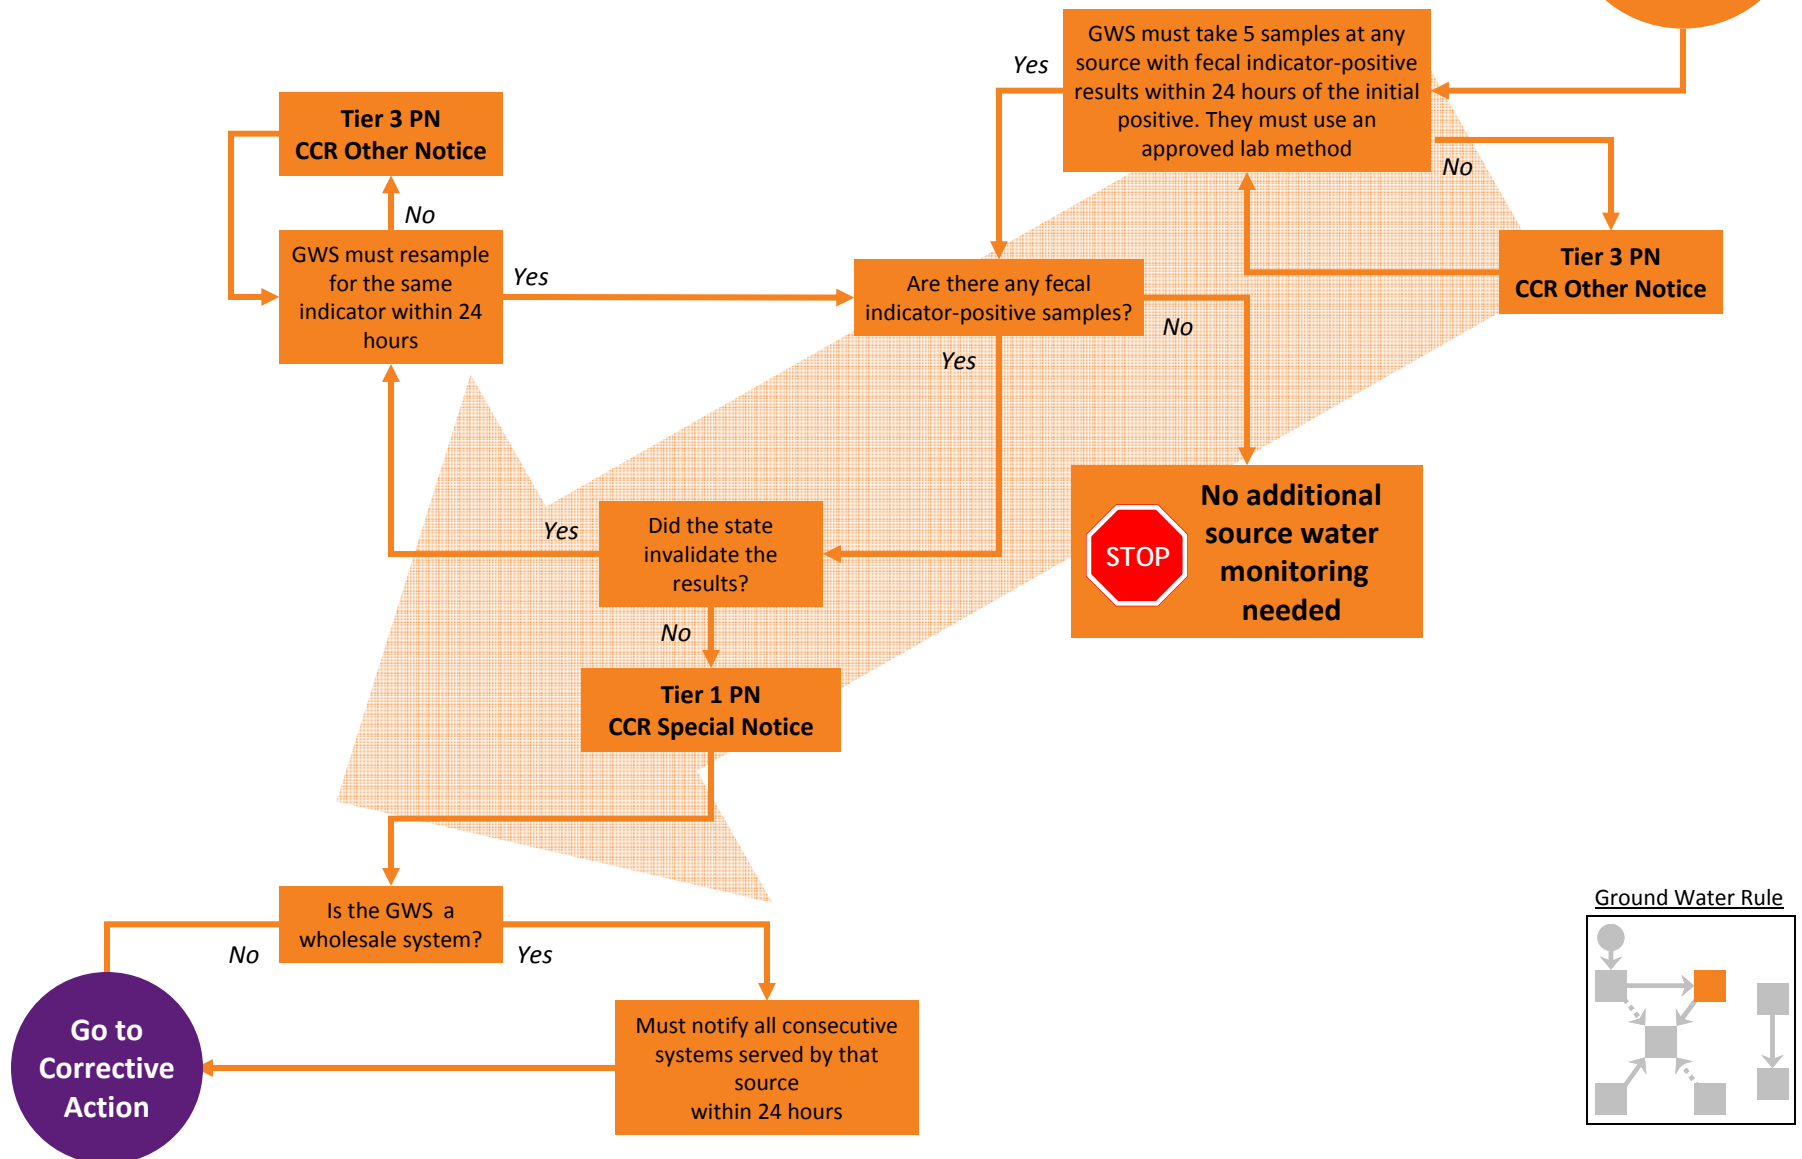 GWS must take 5 samples at any
source with fecal indicator-positive
results within 24 hours of the initial
positive. They must use an
approved lab method
Yes
No
Tier 3 PN
CCR Other Notice
No
GWS must resample
for the same
indicator within 24
hours
Yes
Are there any fecal
indicator-positive samples?
No
Yes
Tier 3 PN
CCR Other Notice
Did the state
invalidate the
results?
Yes
No
STOP
No additional
source water
monitoring
needed
Tier 1 PN
CCR Special Notice
Is the GWS a
wholesale system?
No
Yes
Go to
Corrective
Action
Must notify all consecutive
systems served by that
source
within 24 hours
Ground Water Rule